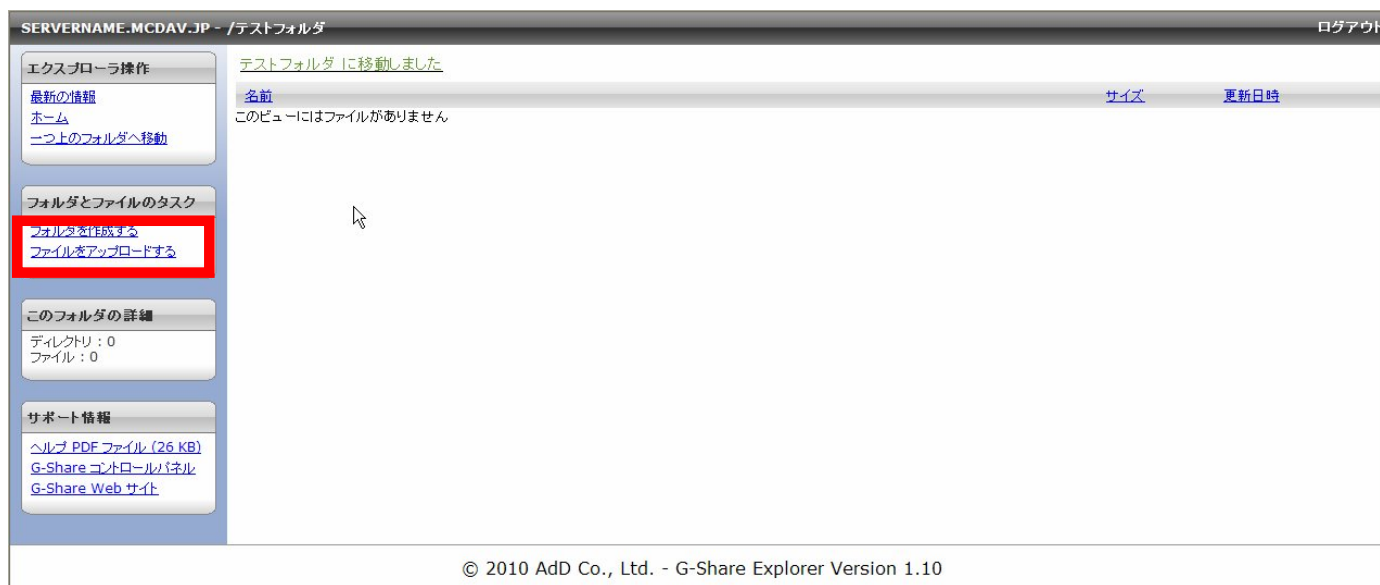 SERVERNAME.MCDAV.JP - /テストフォルダ
ログアウト
エクスプローラ操作
最新の情報
ホーム
一つ上のフォルダへ移動
フォルダとファイルのタスク
フォルダを作成する
ファイルをアップロードする
このフォルダの詳細
ディレクトリ : 0
ファイル : 0
サポート情報
ヘルプ PDF ファイル (26 KB)
G-Share コントロールパネル
G-Share Web サイト
テストフォルダ に移動しました
名前 サイズ 更新日時
このビューにはファイルがありません
© 2010 AdD Co., Ltd. - G-Share Explorer Version 1.10